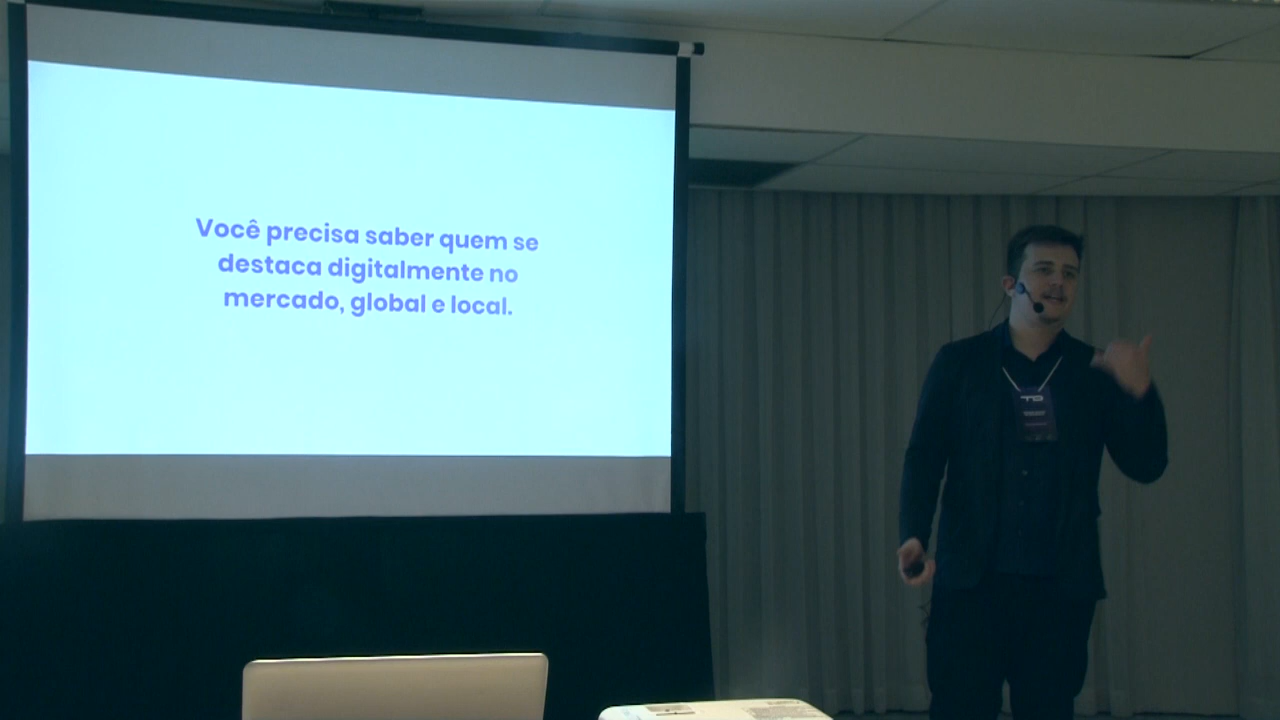 Você precisa saber quem se
destaca digitalmente no
mercado, global e local.